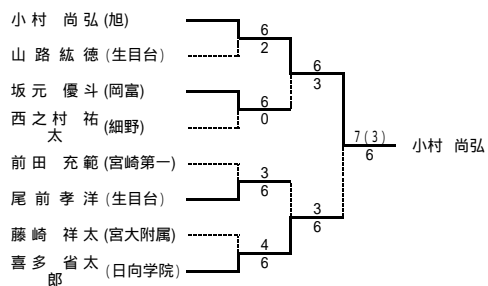 小村 尚弘 (旭)
山路紘徳 (生目台)
坂元 優斗 (岡富)
西之村 祐太 (細野)
前田 充範 (宮崎第一)
尾前孝洋 (生目台)
藤崎 祥太 (宮大附属)
喜多 省太郎 (日向学院)
6
2
6
0
3
6
4
6
6
3
3
6
7(3)
6
小村 尚弘